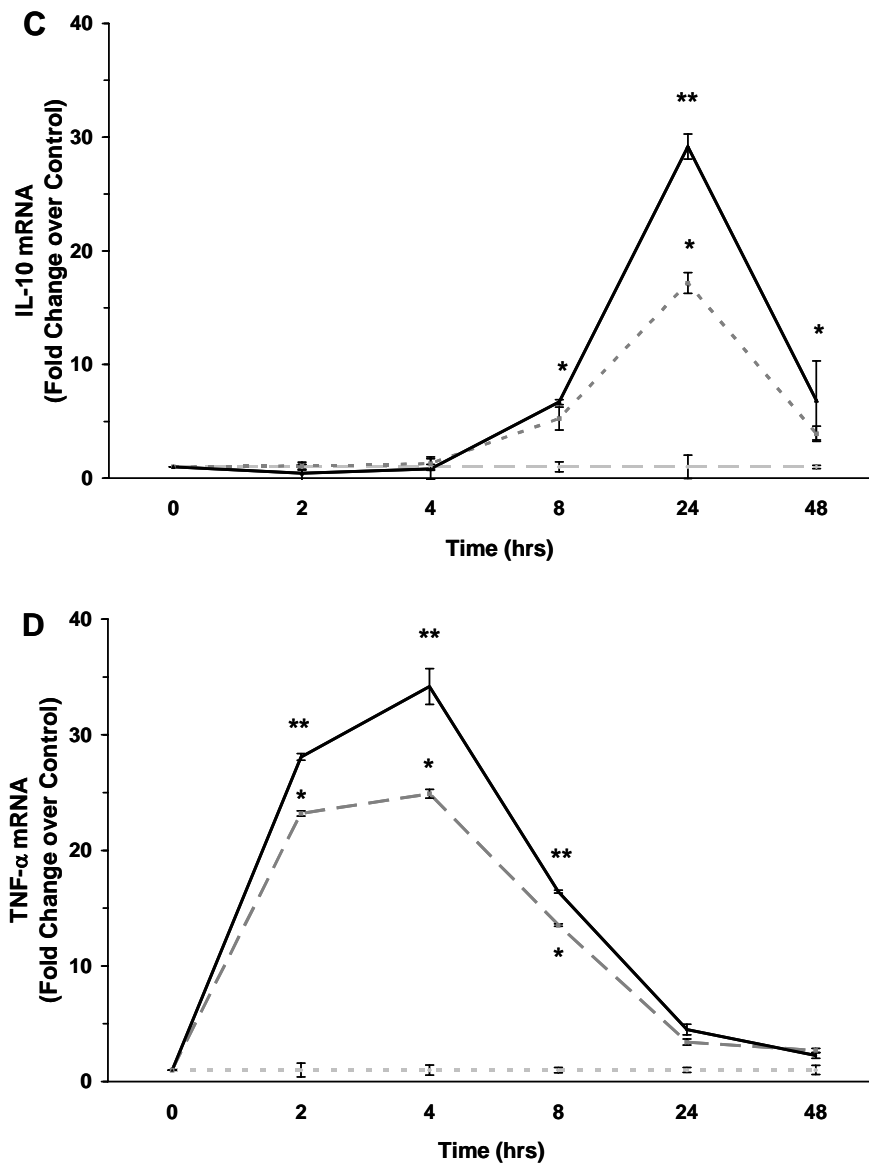 C
IL-10 mRNA
(Fold Change over Control)
40
30
20
10
0
**
*
*
*
0 2 4 8 24 48
Time (hrs)
D
TNF-α mRNA
(Fold Change over Control)
40
30
20
10
0
**
**
*
*
**
*
0 2 4 8 24 48
Time (hrs)